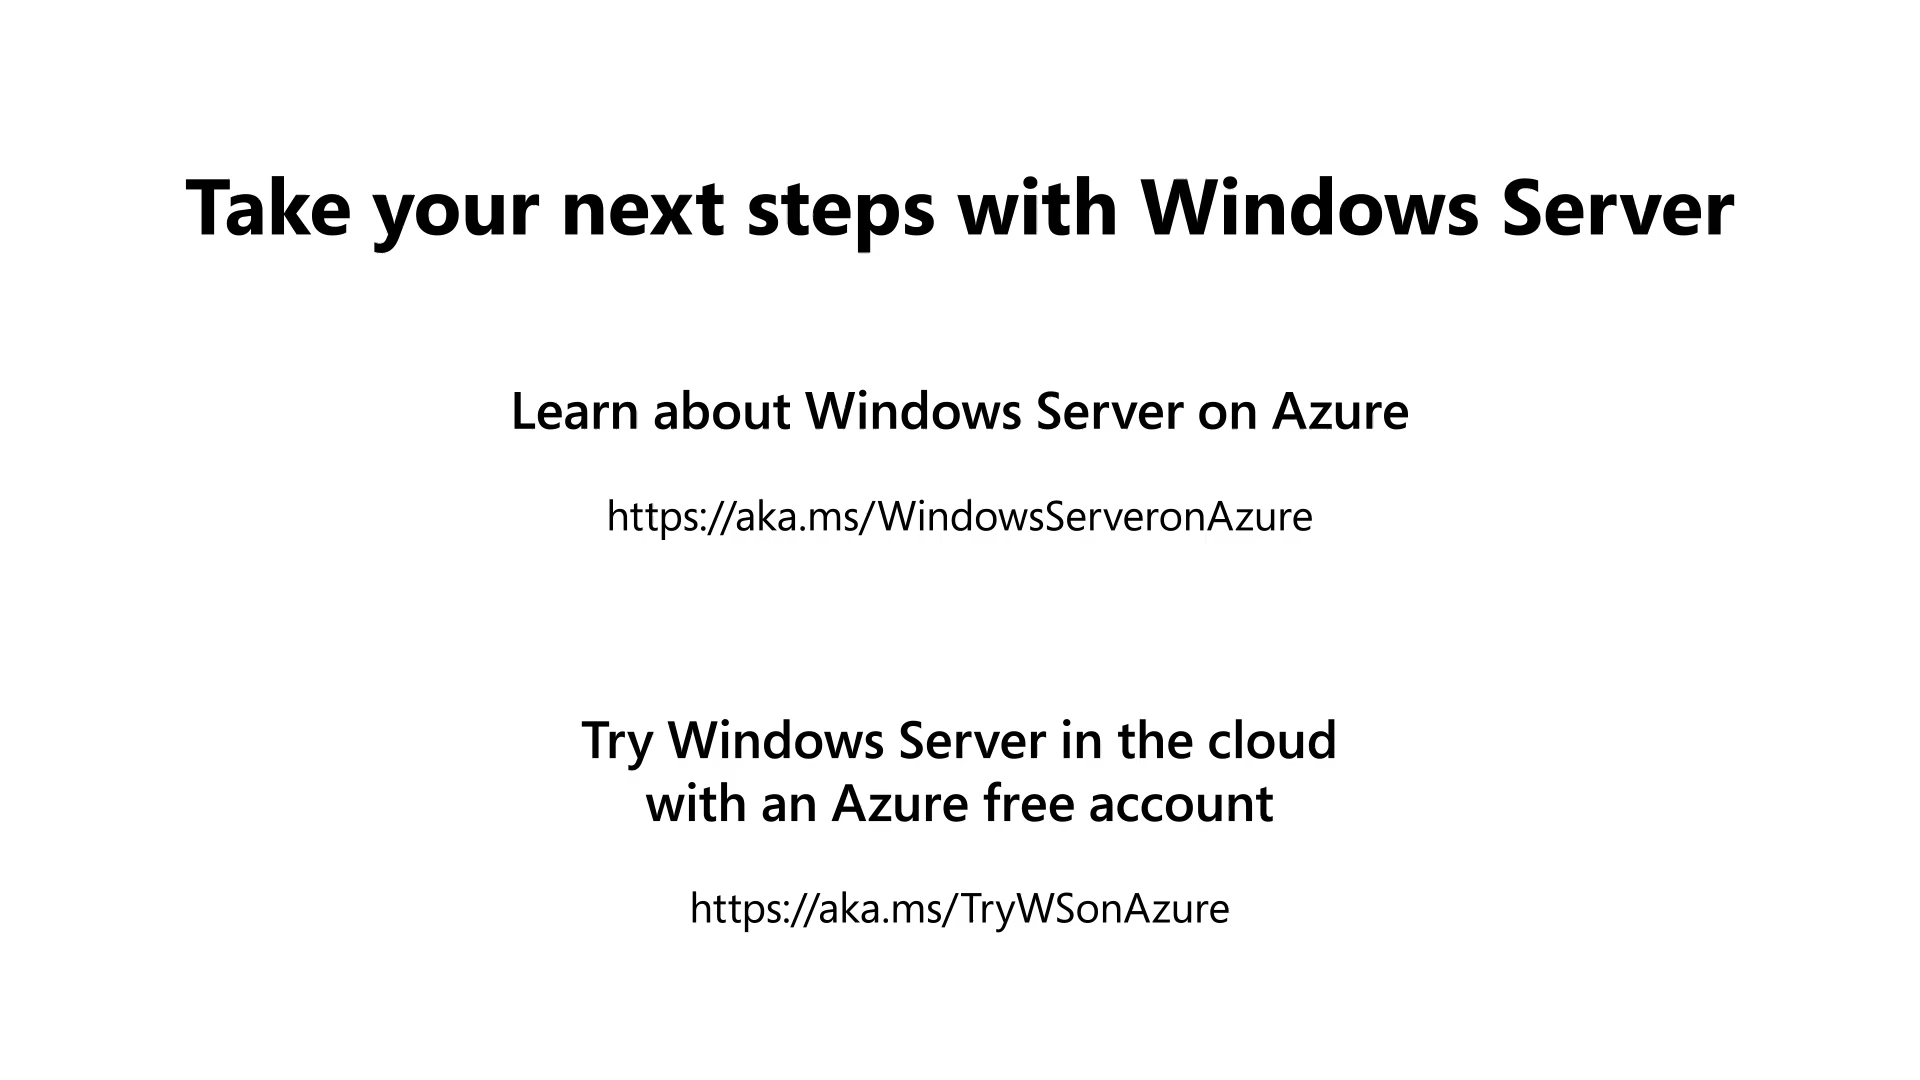 Take your next steps with Windows Server
Learn about Windows Server on Azure
https://aka.ms/WindowsServeronAzure
Try Windows Server in the cloud
with an Azure free account
https://aka.ms/TryWSonAzure